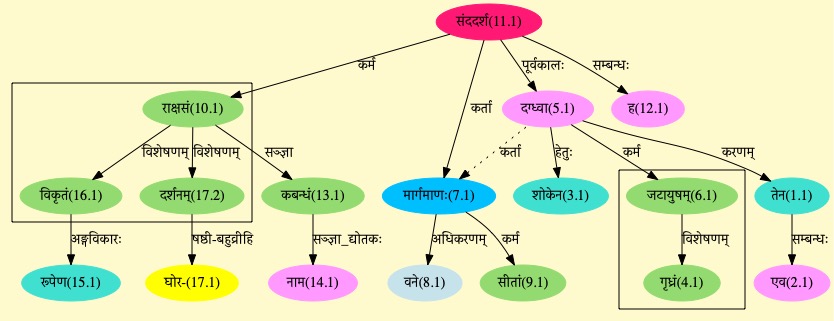 संददर्श(11.1)
कर्म
कर्ता
पूर्वकालः
सम्बन्धः
राक्षसं(10.1)
दग्ध्वा(5.1)
ह(12.1)
विशेषणम्
विशेषणम्
सञ्ज्ञा
कर्ता
हेतुः
कर्म
करणम्
विकृतं(16.1)
दर्शनम्(17.2)
कबन्धं(13.1)
मार्गमाणः(7.1)
शोकेन(3.1)
जटायुषम्(6.1)
तेन(1.1)
अङ्गविकारः
षष्ठी-बहुव्रीहि
सञ्ज्ञा_द्योतकः
अधिकरणम्
कर्म
विशेषणम्
सम्बन्धः
रूपेण(15.1)
घोर-(17.1)
नाम(14.1)
वने(8.1)
सीतां(9.1)
गृध्रं(4.1)
एव(2.1)